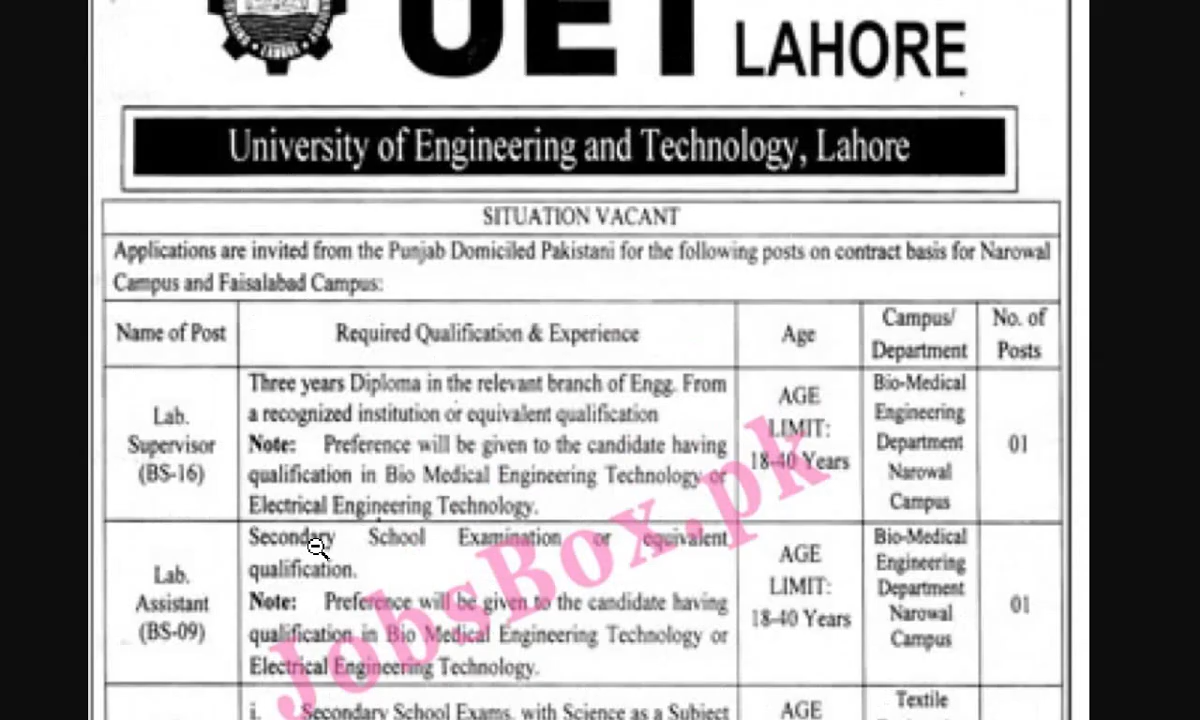 UET LAHORE
University of Engineering and Technology, Lahore
SITUATION VACANT
Applications are invited from the Punjab Domiciled Pakistani for the following posts on contract basis for Narowal
Campus and Faisalabad Campus:
Name of Post
Required Qualification & Experience
Age
Campus/
Department
No. of
Posts
Lab.
Supervisor
(BS-16)
Three years Diploma in the relevant branch of Engg. From
a recognized institution or equivalent qualification
Note: Preference will be given to the candidate having
qualification in Bio Medical Engineering Technology or
Electrical Engineering Technology.
AGE
LIMIT:
18-40 Years
Bio-Medical
Engineering
Department
Narowal
Campus
01
Lab.
Assistant
(BS-09)
Secondary School Examination or equivalent
qualification.
Note: Preference will be given to the candidate having
qualification in Bio Medical Engineering Technology or
Electrical Engineering Technology.
AGE
LIMIT:
18-40 Years
Bio-Medical
Engineering
Department
Narowal
Campus
01
i. Secondary School Exams. with Science as a Subject
AGE
Textile
JobsBox.pk